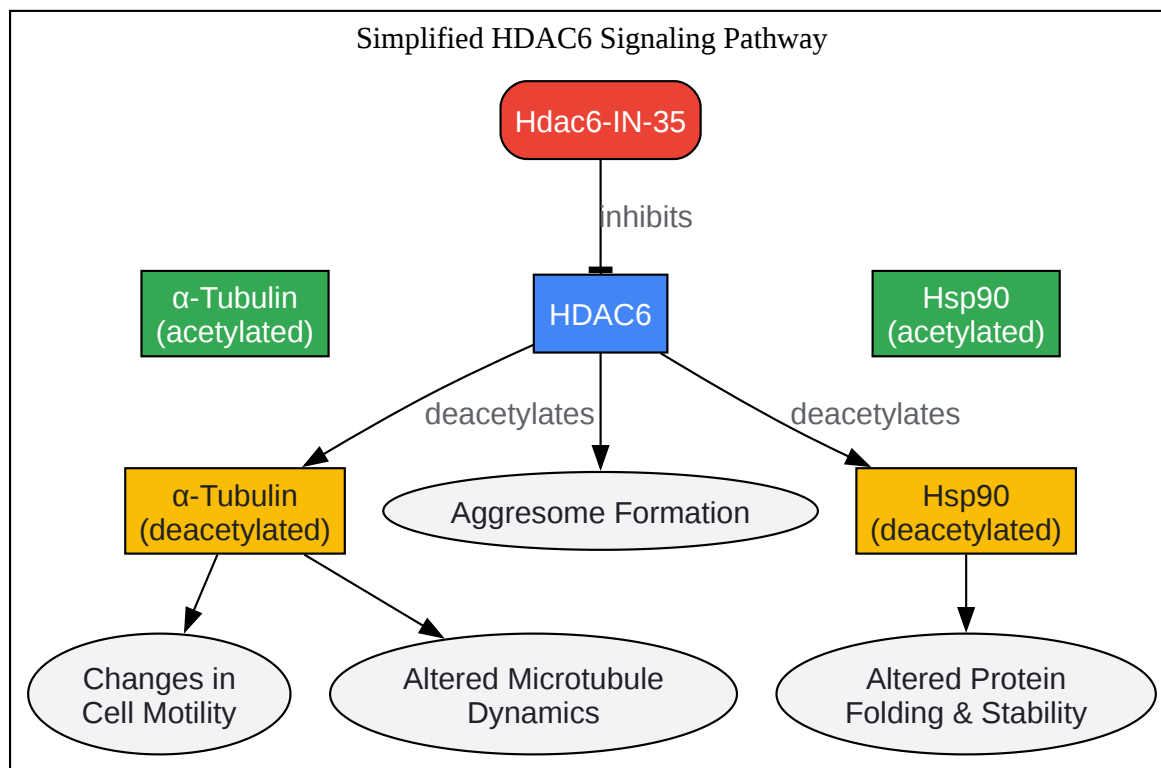 Simplified HDAC6 Signaling Pathway
Hdac6-IN-35
inhibits
α-Tubulin
(acetylated)
HDAC6
Hsp90
(acetylated)
deacetylates
deacetylates
α-Tubulin
(deacetylated)
Aggresome Formation
Hsp90
(deacetylated)
Changes in
Cell Motility
Altered Microtubule
Dynamics
Altered Protein
Folding & Stability